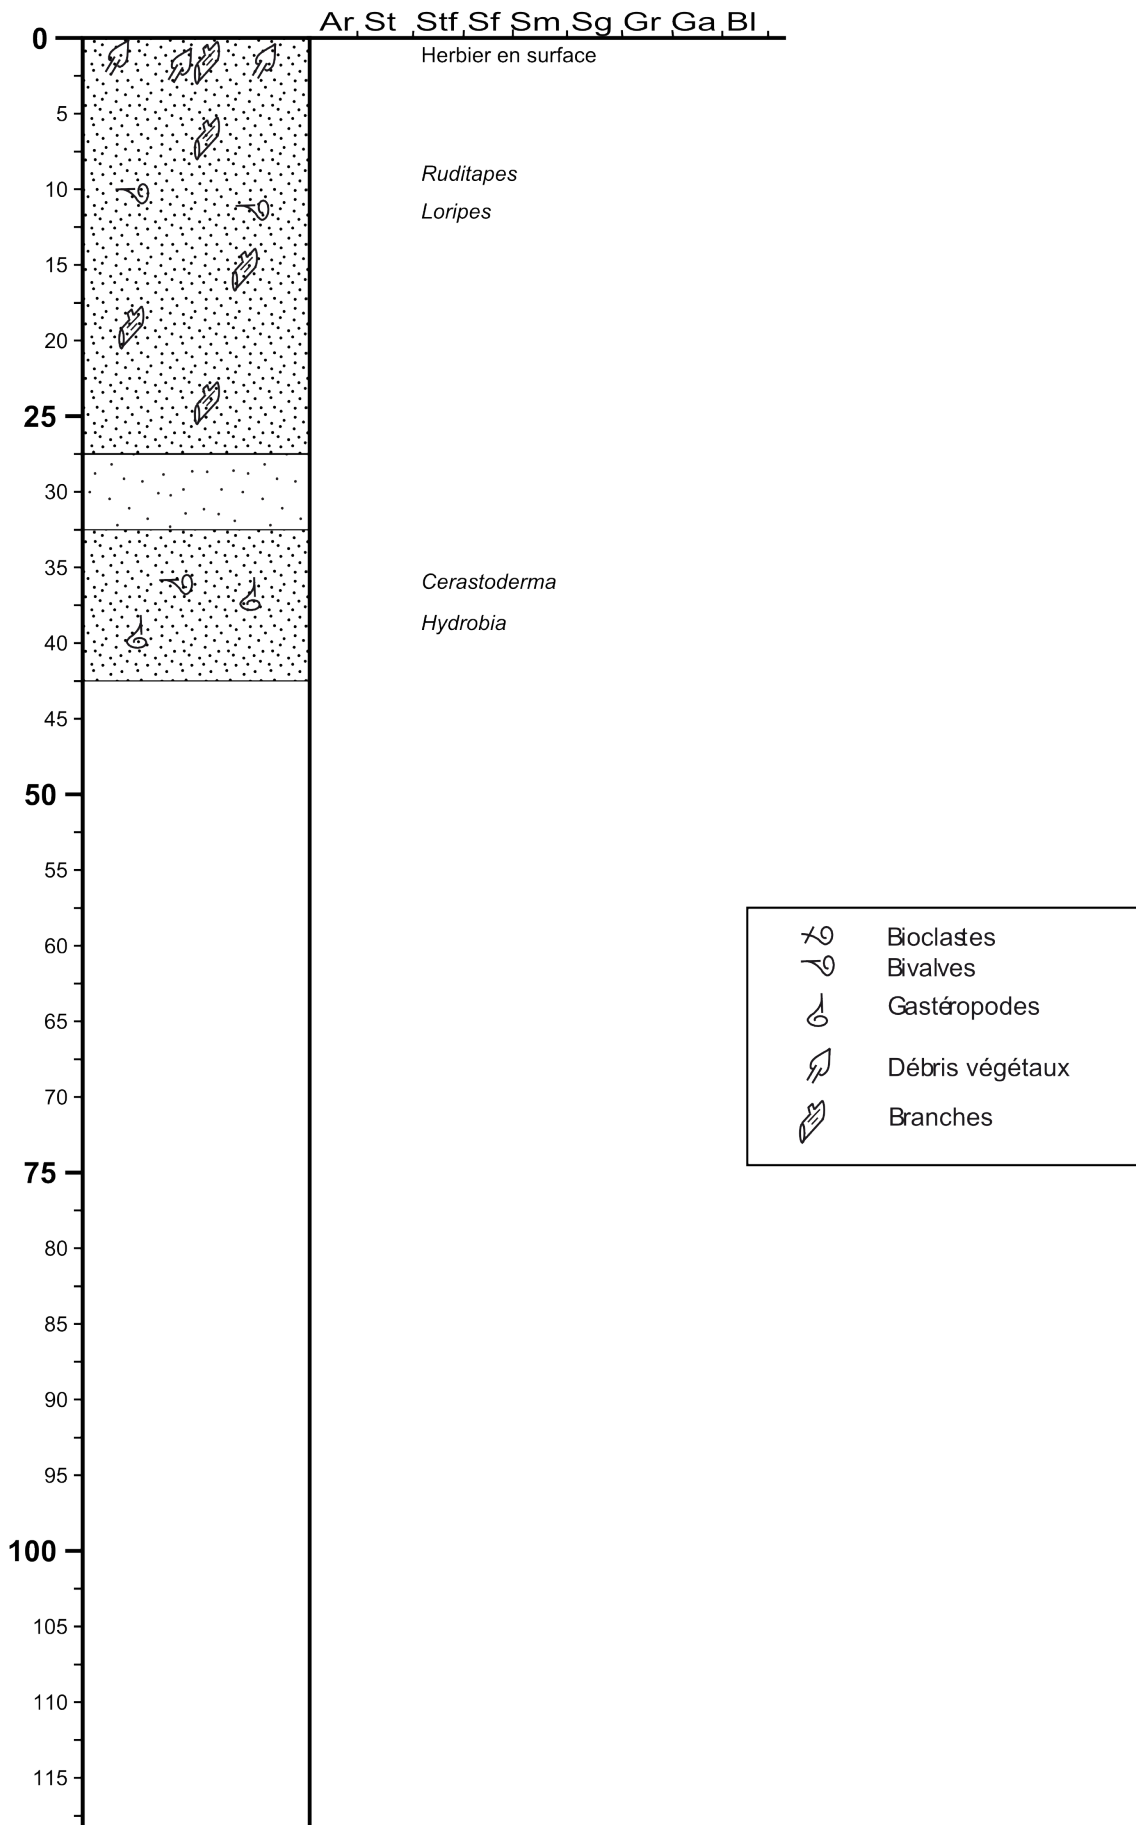 Ar St Stf Sf Sm Sg Gr Ga Bl
0
Herbier en surface
5
Ruditapes
10
Loripes
15
20
25
30
35
Cerastoderma
Hydrobia
40
45
50
55
60
65
70
75
80
85
90
95
100
105
110
115
Bioclastes
Bivalves
Gastéropodes
Débris végétaux
Branches